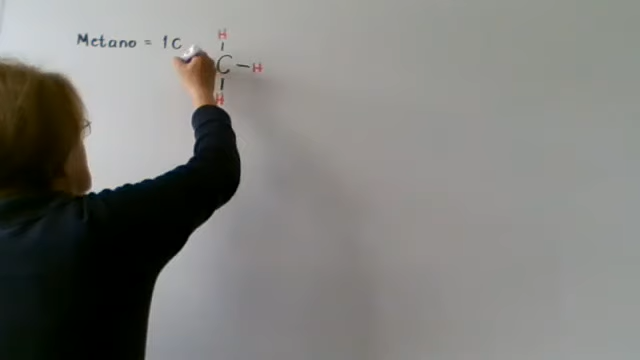 H
Metano = 1C
C — H
H